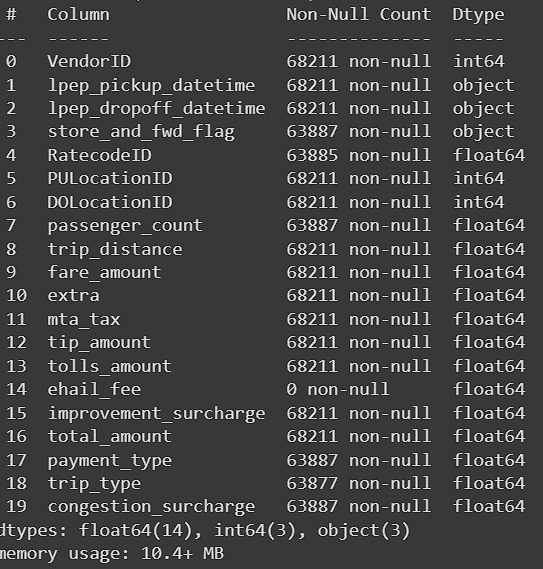 #   Column                 Non-Null Count  Dtype
---  ------                 --------------  -----
0   VendorID               68211 non-null  int64
1   lpep_pickup_datetime   68211 non-null  object
2   lpep_dropoff_datetime  68211 non-null  object
3   store_and_fwd_flag     63887 non-null  object
4   RatecodeID             63885 non-null  float64
5   PULocationID           68211 non-null  int64
6   DOLocationID           68211 non-null  int64
7   passenger_count        63887 non-null  float64
8   trip_distance          68211 non-null  float64
9   fare_amount            68211 non-null  float64
10  extra                  68211 non-null  float64
11  mta_tax                68211 non-null  float64
12  tip_amount             68211 non-null  float64
13  tolls_amount           68211 non-null  float64
14  ehail_fee              0 non-null      float64
15  improvement_surcharge  68211 non-null  float64
16  total_amount           68211 non-null  float64
17  payment_type           63887 non-null  float64
18  trip_type              63877 non-null  float64
19  congestion_surcharge   63887 non-null  float64
dtypes: float64(14), int64(3), object(3)
memory usage: 10.4+ MB